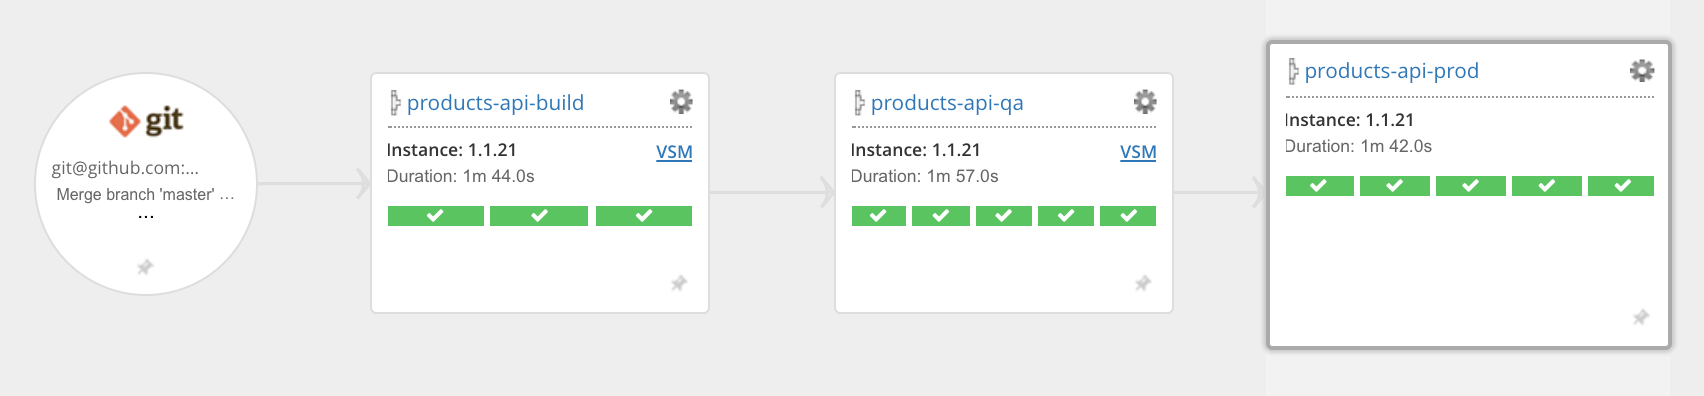 git
git@github.com:...
Merge branch 'master' ...
...
products-api-build
Instance: 1.1.21
VSM
Duration: 1m 44.0s
products-api-qa
Instance: 1.1.21
VSM
Duration: 1m 57.0s
products-api-prod
Instance: 1.1.21
Duration: 1m 42.0s